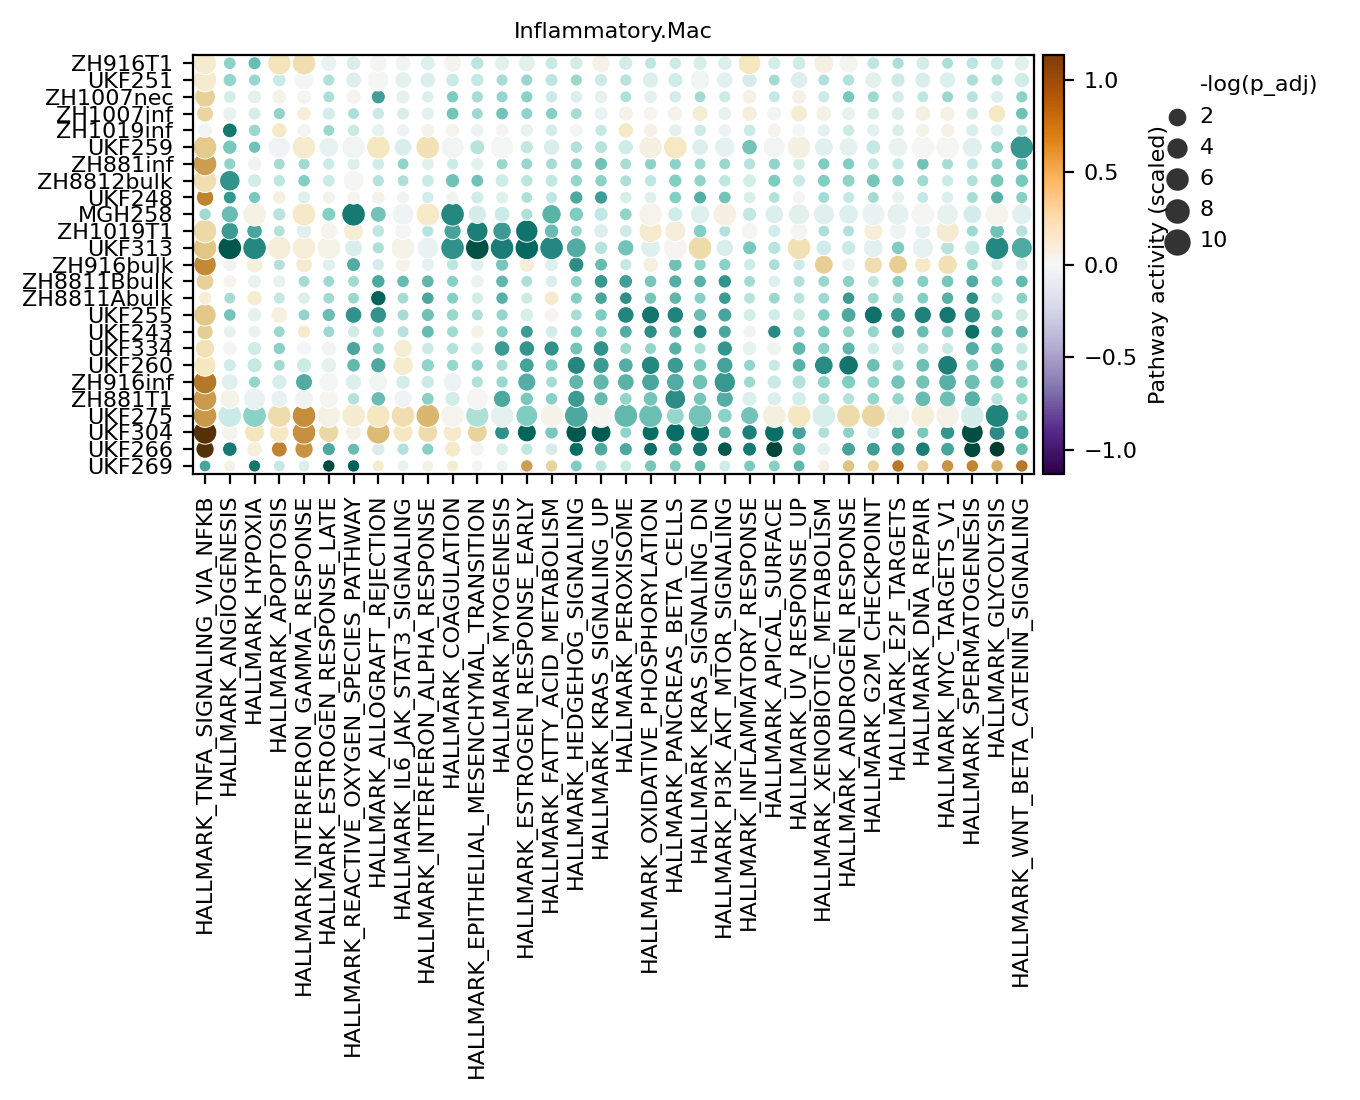 Inflammatory.Mac
ZH916T1
UKF251
ZH1007nec
ZH1007inf
ZH1019inf
UKF259
ZH881inf
ZH8812bulk
UKF248
MGH258
ZH1019T1
UKF313
ZH916bulk
ZH8811Bbulk
ZH8811Abulk
UKF255
UKF243
UKF334
UKF260
ZH916inf
ZH881T1
UKF275
UKF304
UKF266
UKF269
HALLMARK_TNFA_SIGNALING_VIA_NFKB
HALLMARK_ANGIOGENESIS
HALLMARK_HYPOXIA
HALLMARK_APOPTOSIS
HALLMARK_INTERFERON_GAMMA_RESPONSE
HALLMARK_ESTROGEN_RESPONSE_LATE
HALLMARK_REACTIVE_OXYGEN_SPECIES_PATHWAY
HALLMARK_ALLOGRAFT_REJECTION
HALLMARK_IL6_JAK_STAT3_SIGNALING
HALLMARK_INTERFERON_ALPHA_RESPONSE
HALLMARK_COAGULATION
HALLMARK_EPITHELIAL_MESENCHYMAL_TRANSITION
HALLMARK_MYOGENESIS
HALLMARK_ESTROGEN_RESPONSE_EARLY
HALLMARK_FATTY_ACID_METABOLISM
HALLMARK_HEDGEHOG_SIGNALING
HALLMARK_KRAS_SIGNALING_UP
HALLMARK_PEROXISOME
HALLMARK_OXIDATIVE_PHOSPHORYLATION
HALLMARK_PANCREAS_BETA_CELLS
HALLMARK_KRAS_SIGNALING_DN
HALLMARK_PI3K_AKT_MTOR_SIGNALING
HALLMARK_INFLAMMATORY_RESPONSE
HALLMARK_APICAL_SURFACE
HALLMARK_UV_RESPONSE_UP
HALLMARK_XENOBIOTIC_METABOLISM
HALLMARK_ANDROGEN_RESPONSE
HALLMARK_G2M_CHECKPOINT
HALLMARK_E2F_TARGETS
HALLMARK_DNA_REPAIR
HALLMARK_MYC_TARGETS_V1
HALLMARK_SPERMATOGENESIS
HALLMARK_GLYCOLYSIS
HALLMARK_WNT_BETA_CATENIN_SIGNALING
1.0
0.5
0.0
−0.5
−1.0
Pathway activity (scaled)
-log(p_adj)
2
4
6
8
10